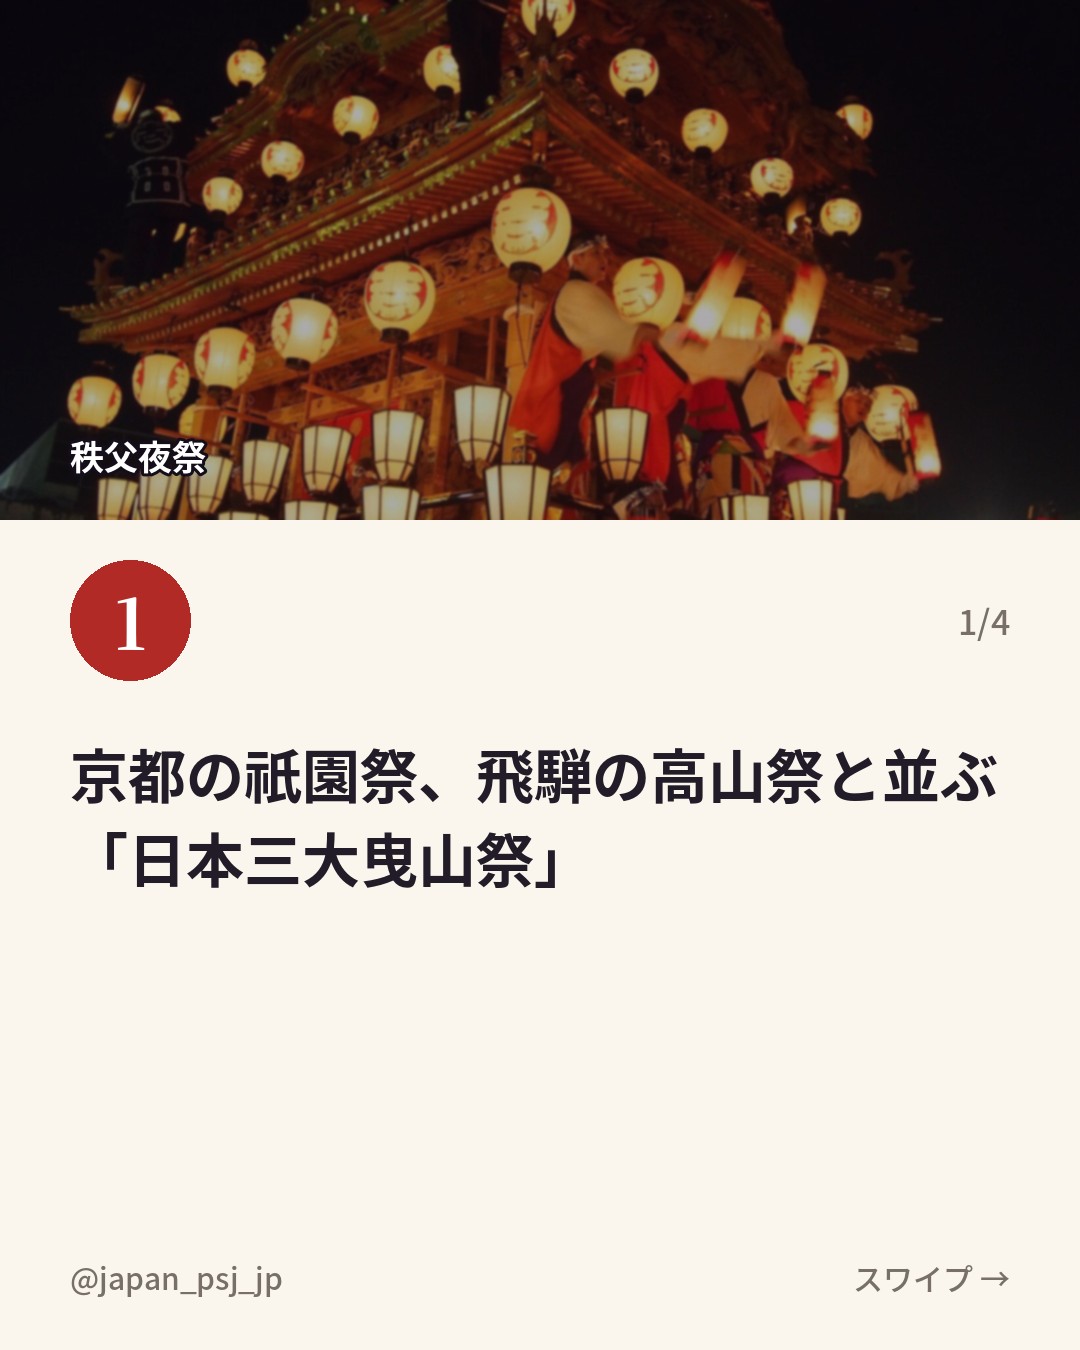 秩父夜祭
1
1/4
京都の祇園祭、飛騨の高山祭と並ぶ
「日本三大曳山祭」
@japan_psj_jp
スワイプ →